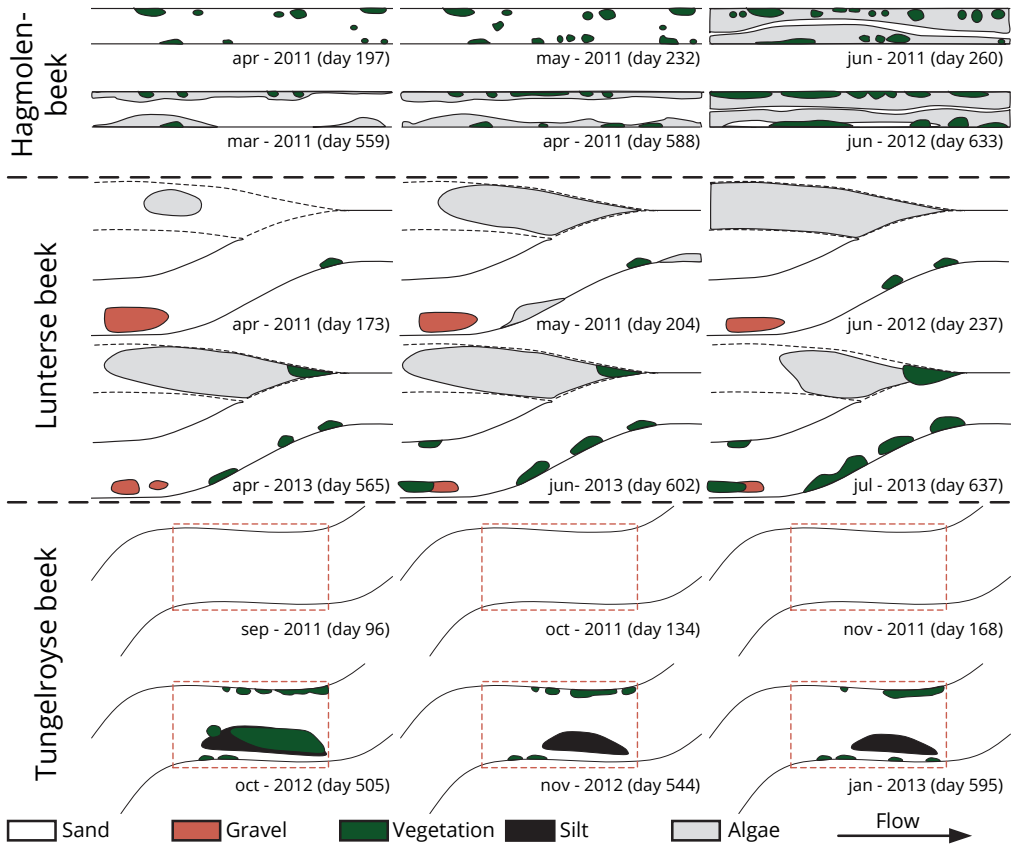 Hagmolen-
beek
apr - 2011 (day 197)
may - 2011 (day 232)
jun - 2011 (day 260)
mar - 2011 (day 559)
apr - 2011 (day 588)
jun - 2012 (day 633)
Lunterse beek
apr - 2011 (day 173)
may - 2011 (day 204)
jun - 2012 (day 237)
apr - 2013 (day 565)
jun- 2013 (day 602)
jul - 2013 (day 637)
Tungelroyse beek
sep - 2011 (day 96)
oct - 2011 (day 134)
nov - 2011 (day 168)
oct - 2012 (day 505)
nov - 2012 (day 544)
jan - 2013 (day 595)
Sand
Gravel
Vegetation
Silt
Algae
Flow